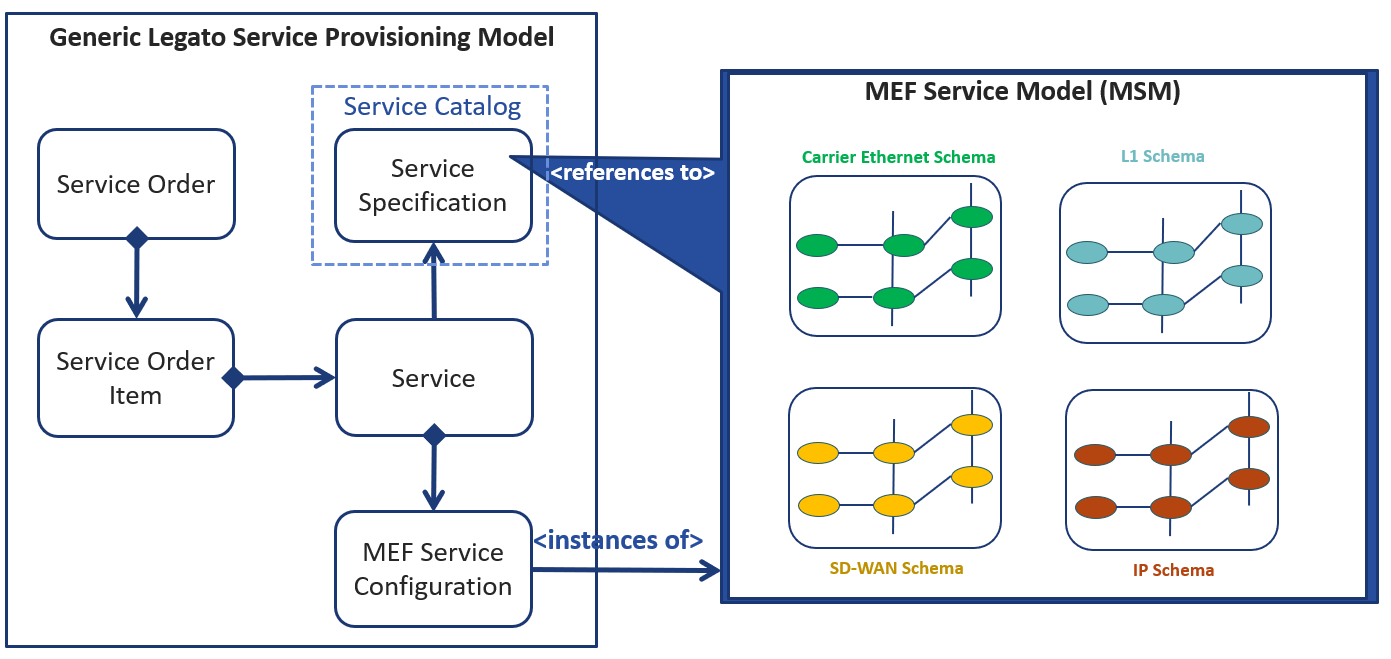 Generic Legato Service Provisioning Model
Service Catalog
Service Order
Service
Specification
Service Order
Item
Service
MEF Service
Configuration
<references to>
<instances of>
MEF Service Model (MSM)
Carrier Ethernet Schema
L1 Schema
SD-WAN Schema
IP Schema